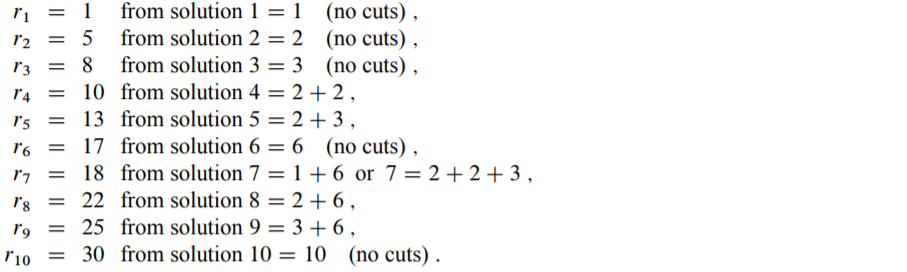 r₁ = 1 from solution 1 = 1 (no cuts) ,
r₂ = 5 from solution 2 = 2 (no cuts) ,
r₃ = 8 from solution 3 = 3 (no cuts) ,
r₄ = 10 from solution 4 = 2 + 2 ,
r₅ = 13 from solution 5 = 2 + 3 ,
r₆ = 17 from solution 6 = 6 (no cuts) ,
r₇ = 18 from solution 7 = 1 + 6 or 7 = 2 + 2 + 3 ,
r₈ = 22 from solution 8 = 2 + 6 ,
r₉ = 25 from solution 9 = 3 + 6 ,
r₁₀ = 30 from solution 10 = 10 (no cuts) .